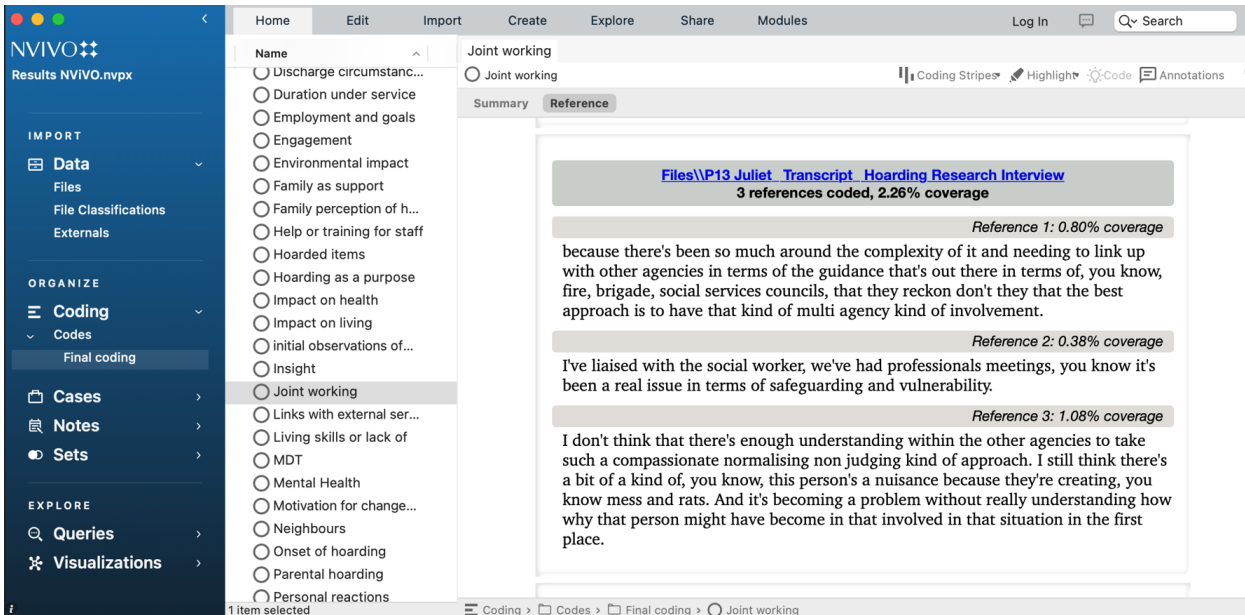 Home Edit Import Create Explore Share Modules Log In Search
NVIVO
Results NViVO.nvpx
IMPORT
Data
Files
File Classifications
Externals
ORGANIZE
Coding
Codes
Final coding
Cases
Notes
Sets
EXPLORE
Queries
Visualizations
i
Name
Discharge circumstanc...
Duration under service
Employment and goals
Engagement
Environmental impact
Family as support
Family perception of h...
Help or training for staff
Hoarded items
Hoarding as a purpose
Impact on health
Impact on living
initial observations of...
Insight
Joint working
Links with external ser...
Living skills or lack of
MDT
Mental Health
Motivation for change...
Neighbours
Onset of hoarding
Parental hoarding
Personal reactions
1 item selected
Joint working
Joint working
Coding Stripes Highlight Code Annotations
Summary Reference
Files\\P13 Juliet_ Transcript_ Hoarding Research Interview
3 references coded, 2.26% coverage
Reference 1: 0.80% coverage
because there's been so much around the complexity of it and needing to link up
with other agencies in terms of the guidance that's out there in terms of, you know,
fire, brigade, social services councils, that they reckon don't they that the best
approach is to have that kind of multi agency kind of involvement.
Reference 2: 0.38% coverage
I've liaised with the social worker, we've had professionals meetings, you know it's
been a real issue in terms of safeguarding and vulnerability.
Reference 3: 1.08% coverage
I don't think that there's enough understanding within the other agencies to take
such a compassionate normalising non judging kind of approach. I still think there's
a bit of a kind of, you know, this person's a nuisance because they're creating, you
know mess and rats. And it's becoming a problem without really understanding how
why that person might have become in that involved in that situation in the first
place.
Coding › Codes › Final coding › Joint working